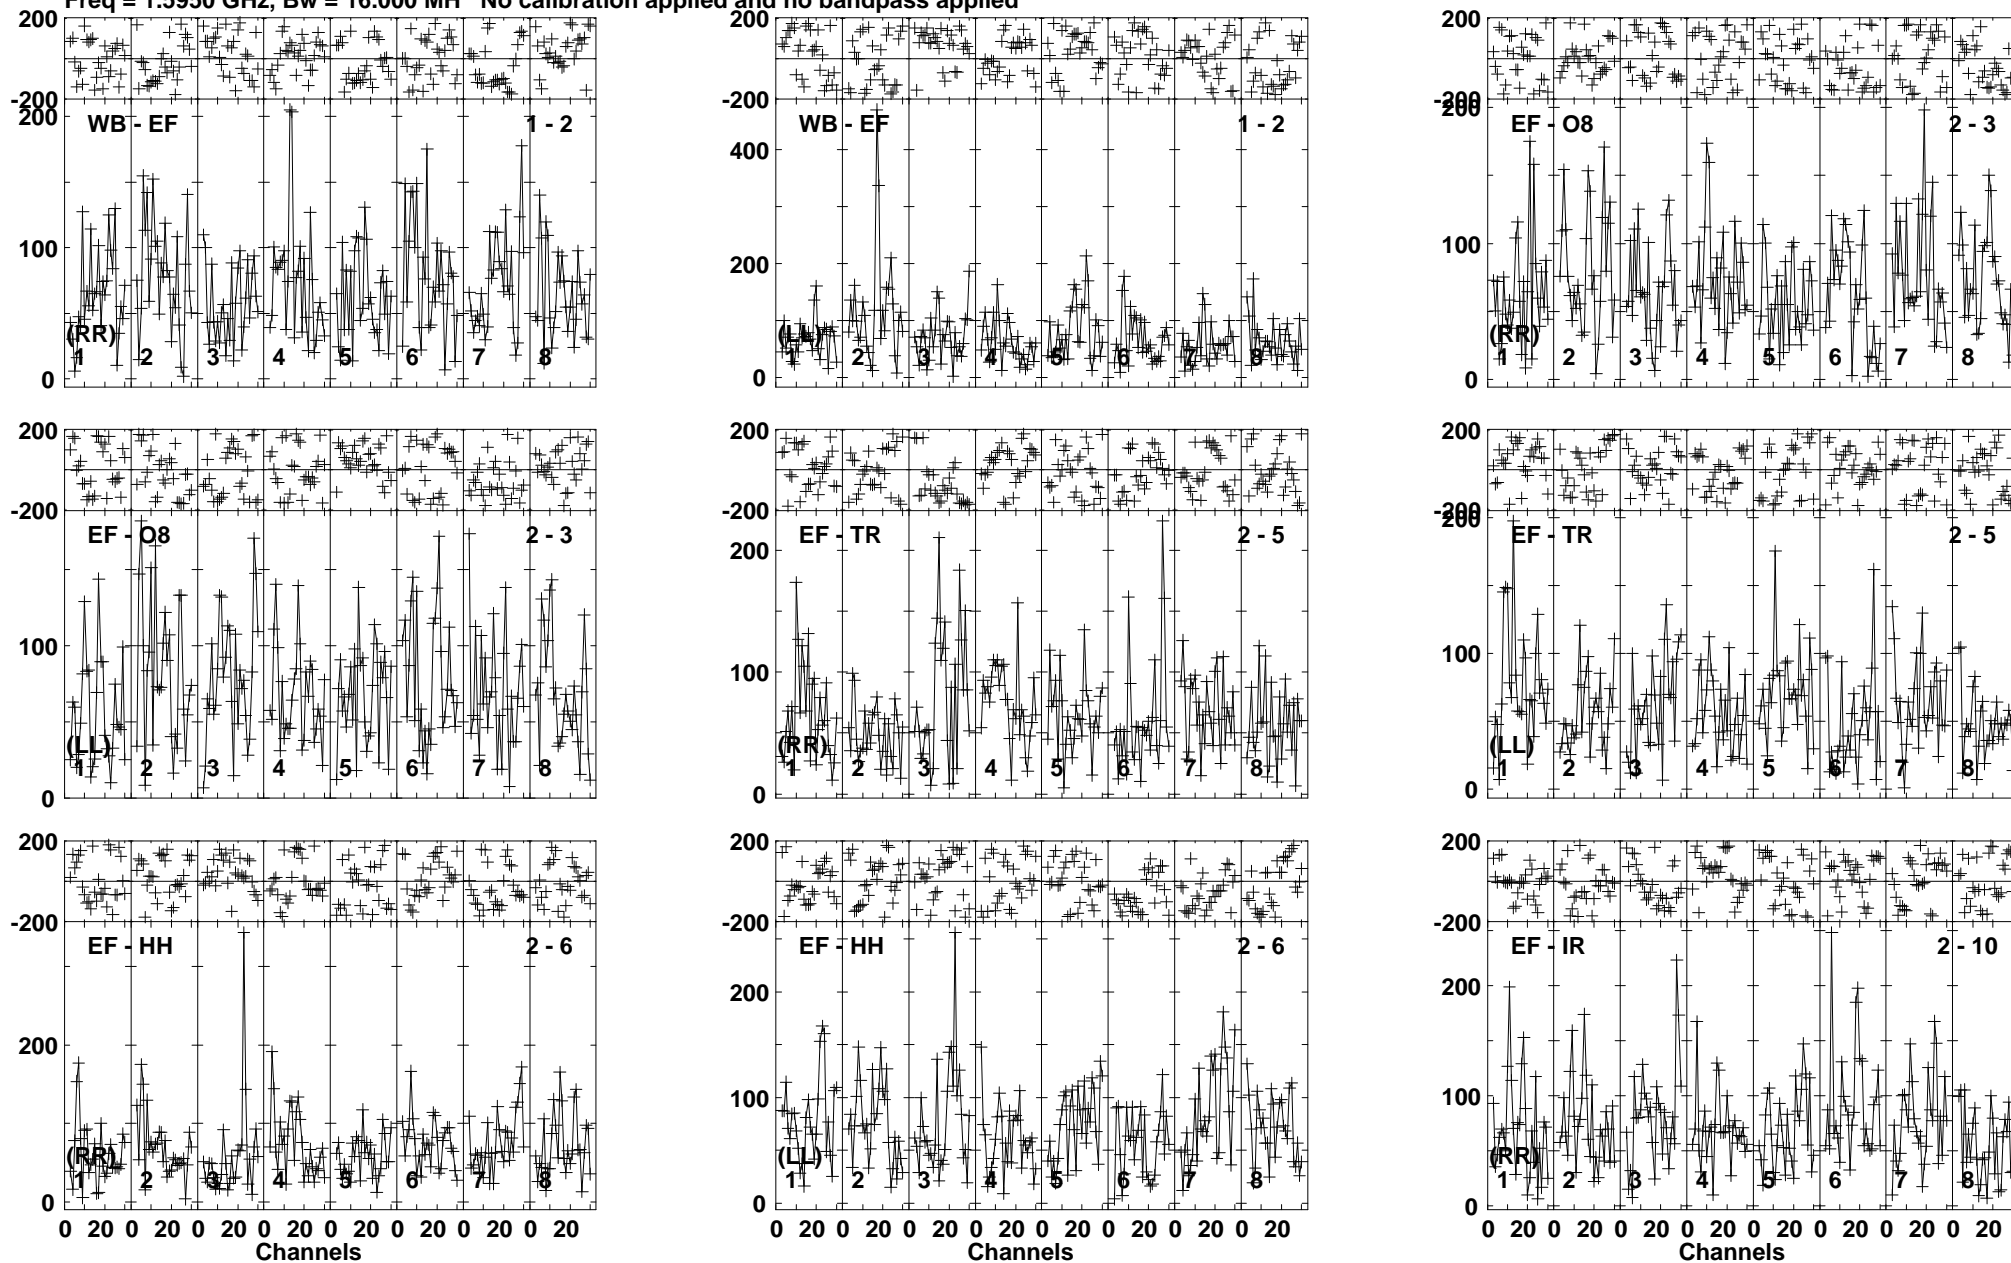 Freq = 1.5950 GHz, Bw = 16.000 MH No calibration applied and no bandpass applied
200 200 200
-200 -200 -200
200 WB - EF 1 - 2 WB - EF 1 - 2 200 EF - O8 2 - 3
400
100 200 100
(RR) (LL) (RR)
1 2 3 4 5 6 7 8 1 2 3 4 5 6 7 8 1 2 3 4 5 6 7 8
0 0 0
200 200 200
-200 -200 -200
EF - O8 2 - 3 EF - TR 2 - 5 200 EF - TR 2 - 5
200
100 100 100
(LL) (RR) (LL)
1 2 3 4 5 6 7 8 1 2 3 4 5 6 7 8 1 2 3 4 5 6 7 8
0 0 0
200 200 200
-200 -200 -200
EF - HH 2 - 6 EF - HH 2 - 6 EF - IR 2 - 10
200 200
200 100 100
(RR) (LL) (RR)
1 2 3 4 5 6 7 8 1 2 3 4 5 6 7 8 1 2 3 4 5 6 7 8
0 0 0
0 20 0 20 0 20 0 20 0 20 0 20 0 20 0 20 0 20 0 20 0 20 0 20 0 20 0 20 0 20 0 20 0 20 0 20 0 20 0 20 0 20 0 20 0 20 0 20
Channels Channels Channels